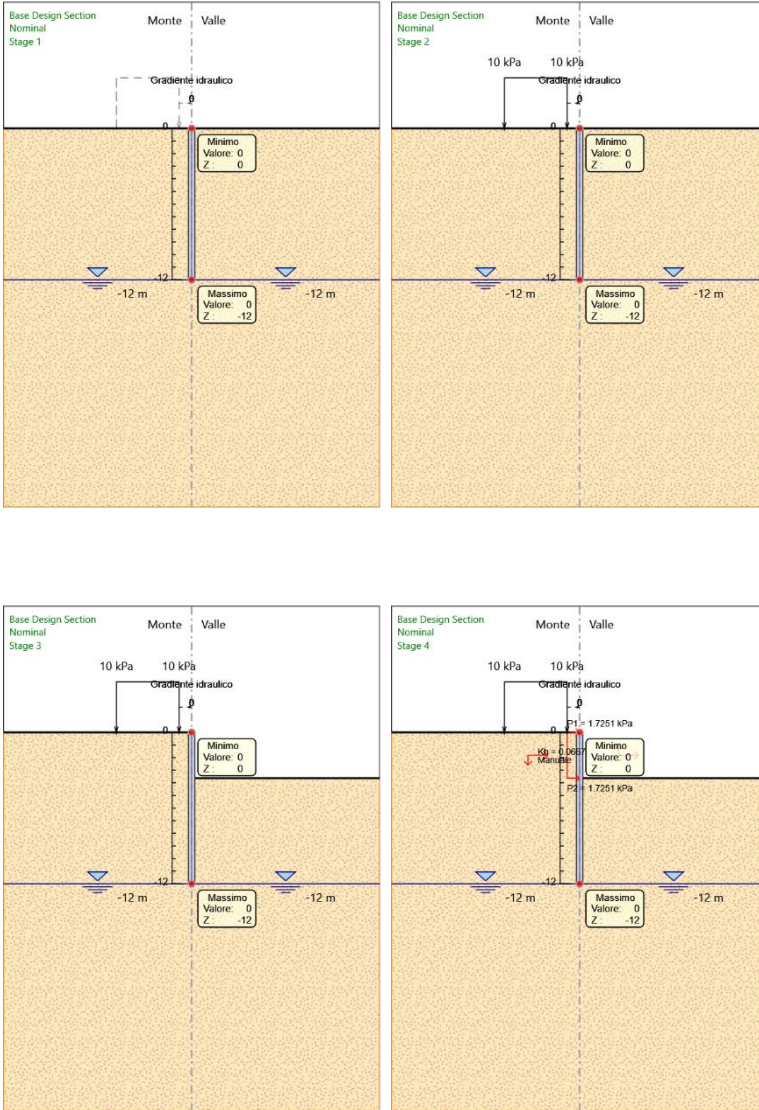 Base Design Section
Nominal
Stage 1
Monte
Valle
Gradiente idraulico
0
0
Minimo
Valore: 0
Z : 0
-12
-12 m
-12 m
Massimo
Valore: 0
Z : -12
Base Design Section
Nominal
Stage 2
Monte
Valle
10 kPa
10 kPa
Gradiente idraulico
0
0
Minimo
Valore: 0
Z : 0
-12
-12 m
-12 m
Massimo
Valore: 0
Z : -12
Base Design Section
Nominal
Stage 3
Monte
Valle
10 kPa
10 kPa
Gradiente idraulico
0
0
Minimo
Valore: 0
Z : 0
-12
-12 m
-12 m
Massimo
Valore: 0
Z : -12
Base Design Section
Nominal
Stage 4
Monte
Valle
10 kPa
10 kPa
Gradiente idraulico
0
P1 = 1.7251 kPa
0
Kh = 0.0667
Manuale
Minimo
Valore: 0
Z : 0
P2 = 1.7251 kPa
-12
-12 m
-12 m
Massimo
Valore: 0
Z : -12